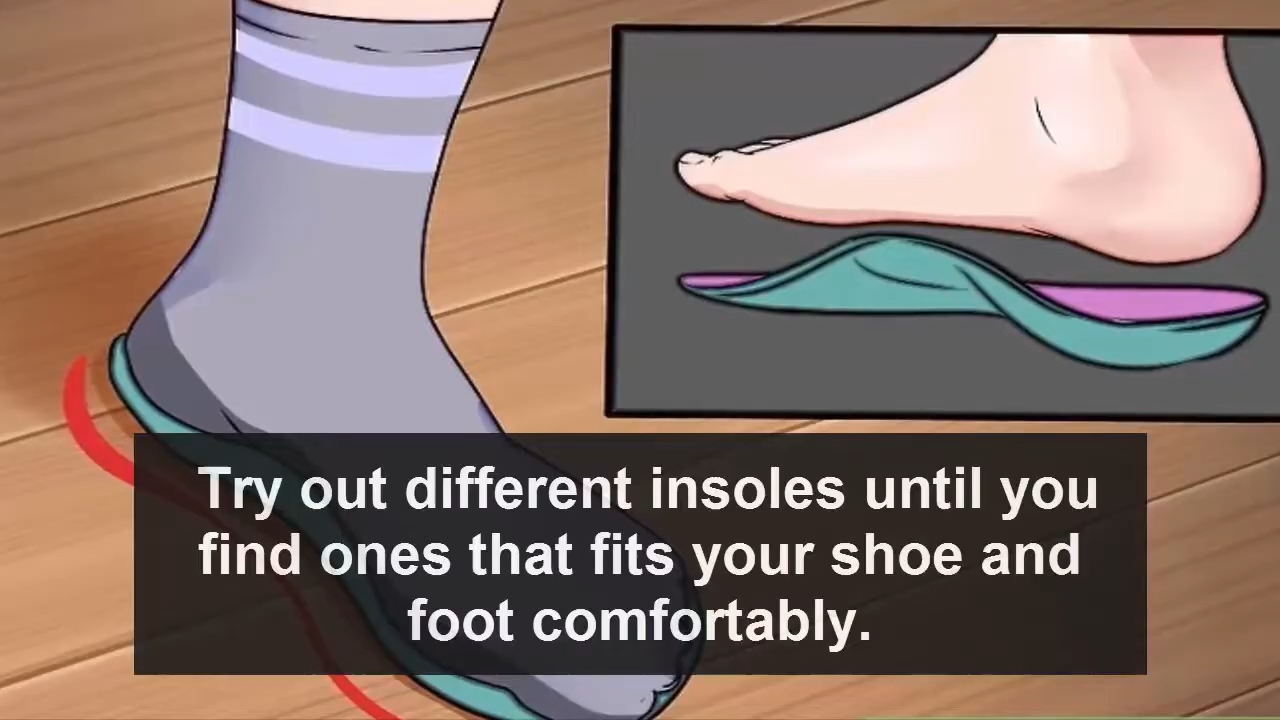 Try out different insoles until you
find ones that fits your shoe and
foot comfortably.